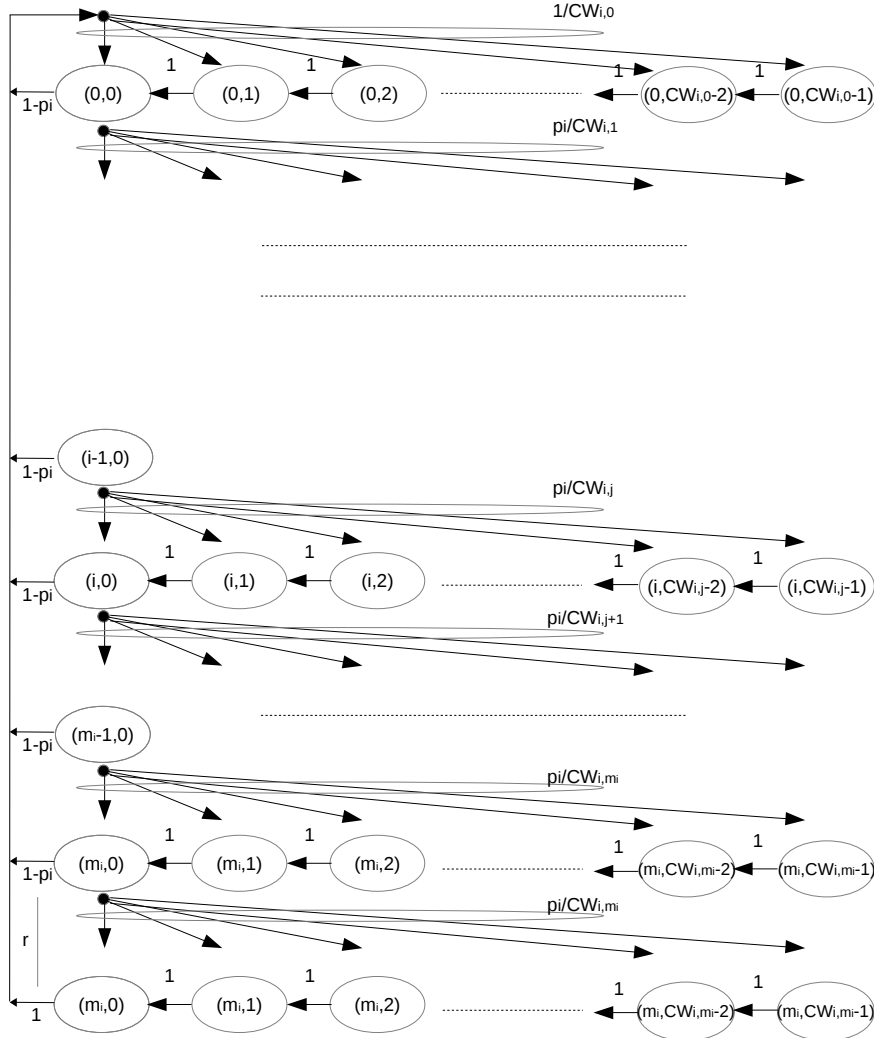 1/CWi,0
1 1 1 1
(0,0) (0,1) (0,2) (0,CWi,0-2) (0,CWi,0-1)
1-pi
pi/CWi,1
(i-1,0)
1-pi
pi/CWi,j
1 1 1 1
(i,0) (i,1) (i,2) (i,CWi,j-2) (i,CWi,j-1)
1-pi
pi/CWi,j+1
(mi-1,0)
1-pi
pi/CWi,mi
1 1 1 1
(mi,0) (mi,1) (mi,2) (mi,CWi,mi-2) (mi,CWi,mi-1)
1-pi
pi/CWi,mi
r
1 1 1 1
(mi,0) (mi,1) (mi,2) (mi,CWi,mi-2) (mi,CWi,mi-1)
1